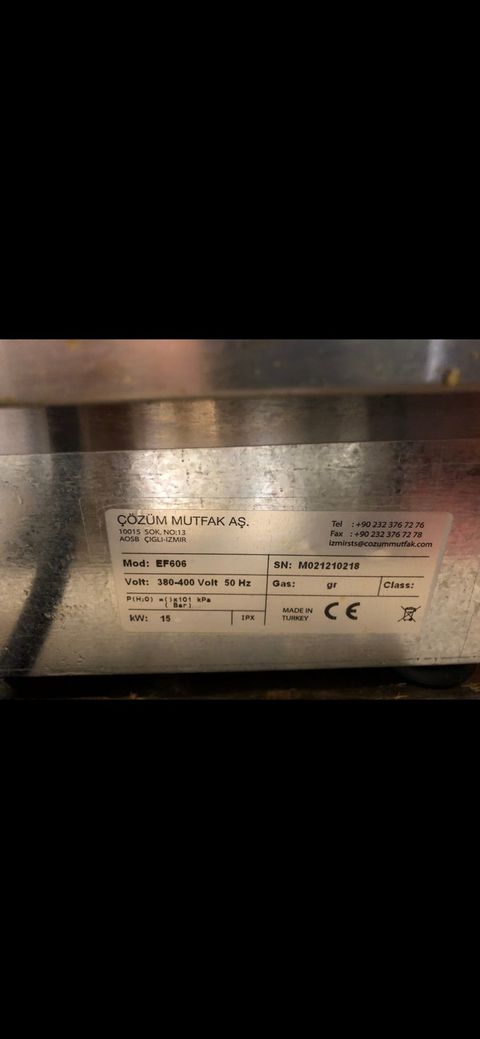 ÇÖZÜM MUTFAK AŞ.
10015 SOK. NO:13
AOSB ÇİGLİ-İZMİR
Tel : +90 232 376 72 76
Fax : +90 232 376 72 78
izmirsts@cozummutfak.com
Mod: EF606
SN: M021210218
Volt: 380-400 Volt 50 Hz
Gas: gr
Class:
P(H₂O) =()x101 kPa
( Bar)
kW: 15
IPX
MADE IN
TURKEY
CE